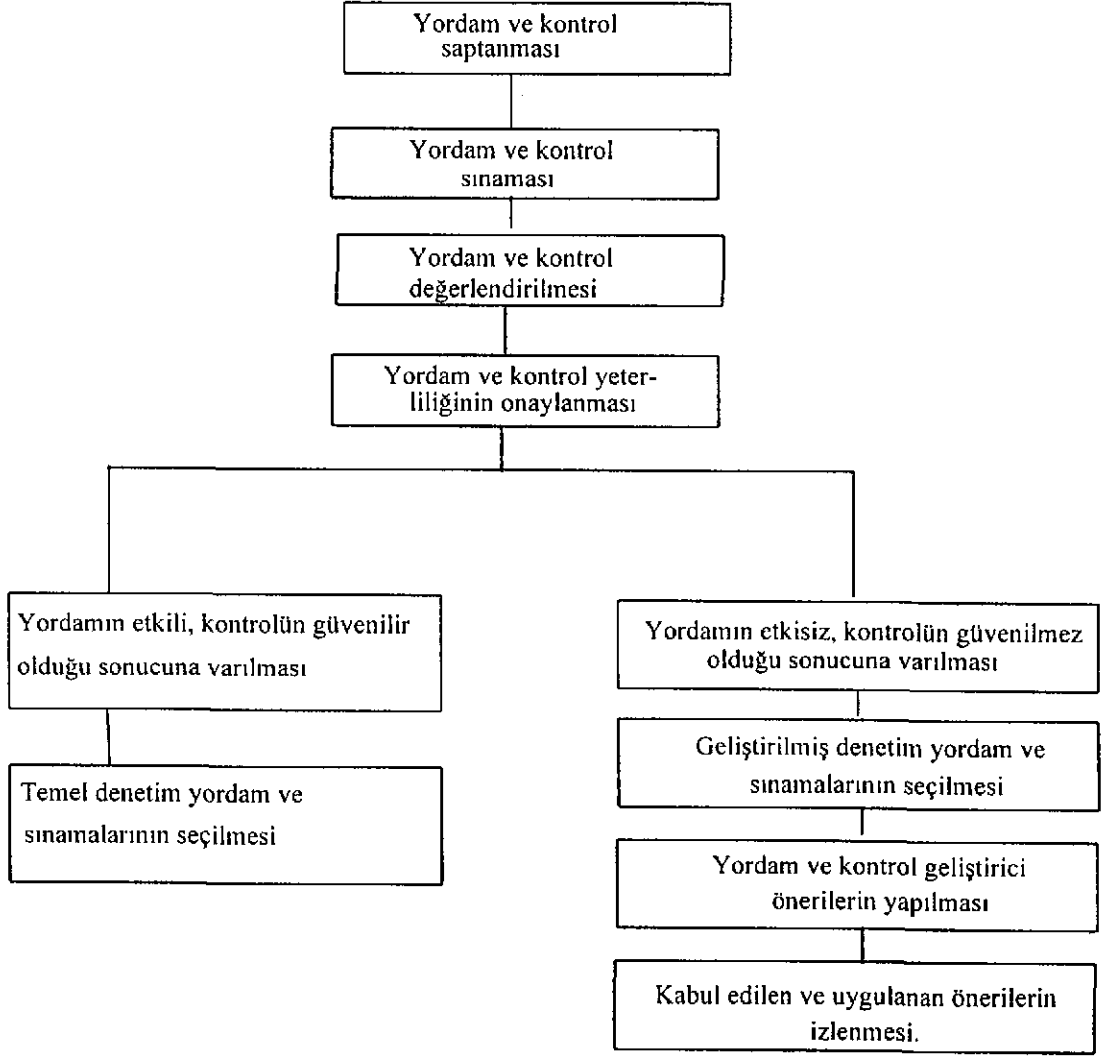 Yordam ve kontrol
saptanması
Yordam ve kontrol
sınaması
Yordam ve kontrol
değerlendirilmesi
Yordam ve kontrol yeter-
liliğinin onaylanması
Yordamın etkili, kontrolün güvenilir
olduğu sonucuna varılması
Temel denetim yordam ve
sınamalarının seçilmesi
Yordamın etkisiz, kontrolün güvenilmez
olduğu sonucuna varılması
Geliştirilmiş denetim yordam ve
sınamalarının seçilmesi
Yordam ve kontrol geliştirici
önerilerin yapılması
Kabul edilen ve uygulanan önerilerin
izlenmesi.